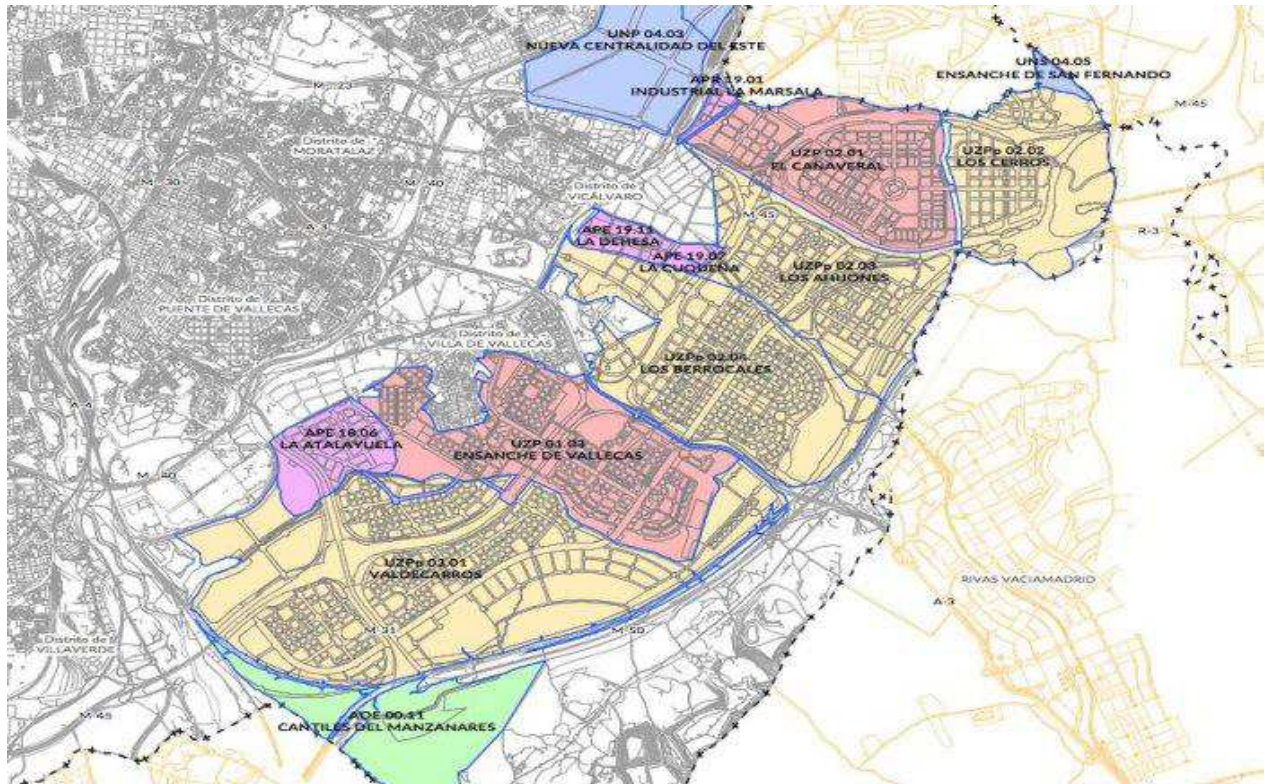 UNP 04.03
NUEVA CENTRALIDAD DEL ESTE
UNS 04.05
ENSANCHE DE SAN FERNANDO
APR 19.01
INDUSTRIAL LA MARSALA
M-23
M-45
Distrito de
MORATALAZ
UZP 02.01
EL CAÑAVERAL
UZPp 02.02
LOS CERROS
M-30
M-40
Distrito de
VICÁLVARO
M-45
R-3
APE 19.11
LA DEHESA
APE 19.07
LA CUQUEÑA
UZPp 02.03
LOS AHIJONES
Distrito de
PUENTE DE VALLECAS
Distrito de
VILLA DE VALLECAS
UZPp 02.04
LOS BERROCALES
A-4
APE 18.06
LA ATALAYUELA
UZP 01.03
ENSANCHE DE VALLECAS
M-40
UZPp 01.01
VALDECARROS
RIVAS VACIAMADRID
A-3
M-31
M-50
Distrito de
VILLAVERDE
M-45
AOE 00.11
CANTILES DEL MANZANARES